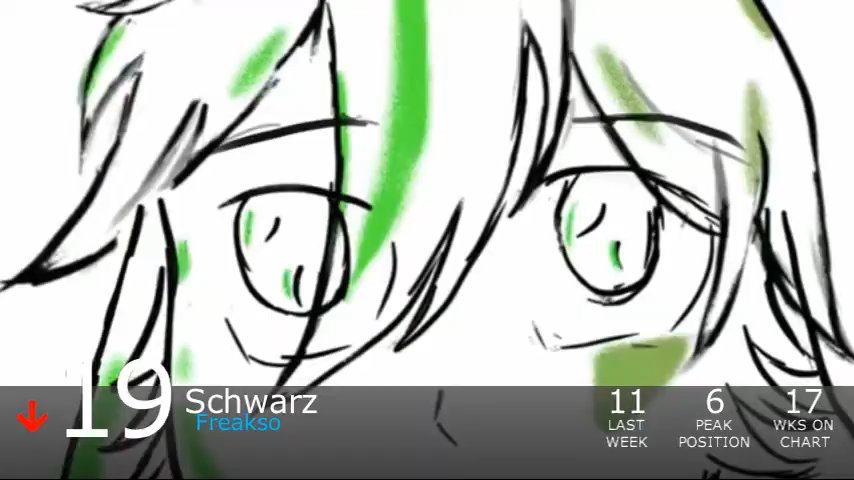 19
Schwarz
Freakso
11
LAST
WEEK
6
PEAK
POSITION
17
WKS ON
CHART